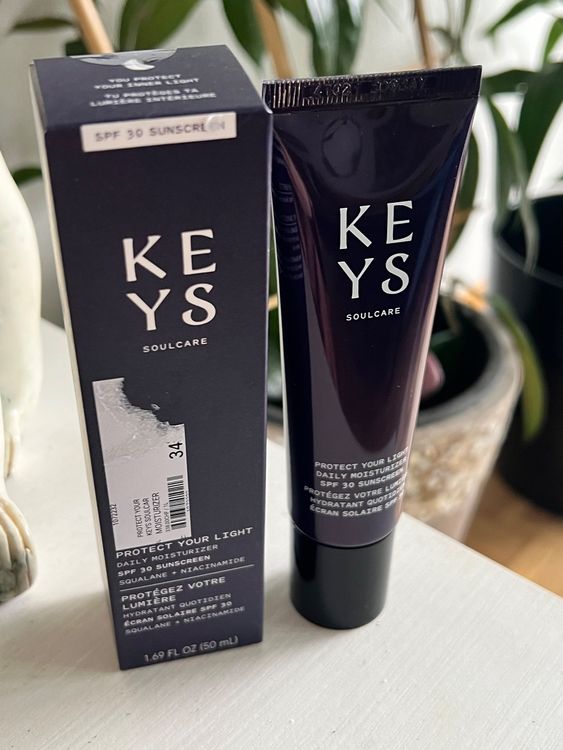 YOU PROTECT
YOUR INNER LIGHT
TU PROTÈGES TA
LUMIÈRE INTÉRIEURE
SPF 30 SUNSCREEN
KE
YS
SOULCARE
34
1072232
PROTECT YOUR
KEYS SOULCAR
MOISTURIZER
PROTECT YOUR LIGHT
DAILY MOISTURIZER
SPF 30 SUNSCREEN
SQUALANE + NIACINAMIDE
PROTÉGEZ VOTRE
LUMIÈRE
HYDRATANT QUOTIDIEN
ÉCRAN SOLAIRE SPF 30
SQUALANE + NIACINAMIDE
1.69 FL OZ (50 mL)
KE
YS
SOULCARE
PROTECT YOUR LIGHT
DAILY MOISTURIZER
SPF 30 SUNSCREEN
PROTÉGEZ VOTRE LUMI
HYDRATANT QUOTIDI
ÉCRAN SOLAIRE SPF